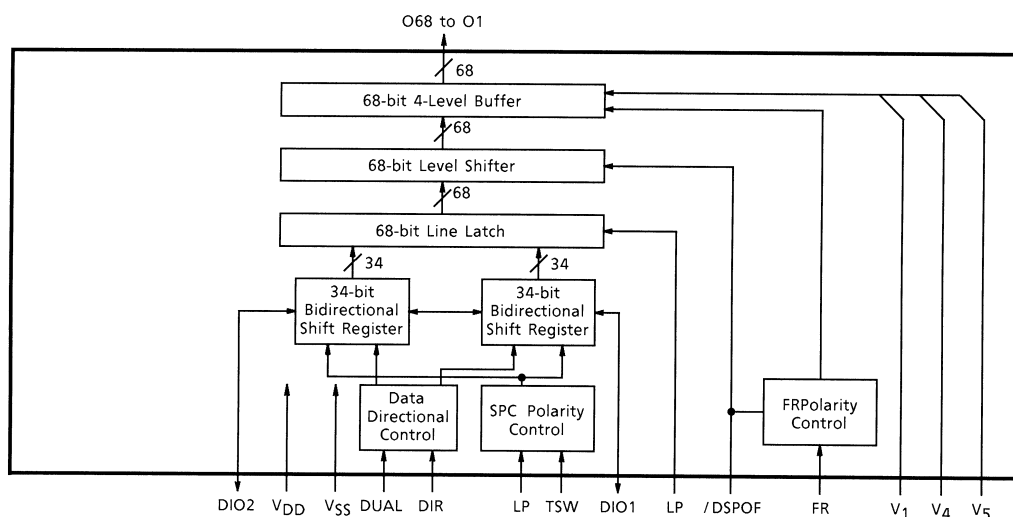 O68 to O1
68
68-bit 4-Level Buffer
68
68-bit Level Shifter
68
68-bit Line Latch
34
34
34-bit
Bidirectional
Shift Register
34-bit
Bidirectional
Shift Register
Data
Directional
Control
SPC Polarity
Control
FRPolarity
Control
DIO2
VDD
VSS
DUAL
DIR
LP
TSW
DIO1
LP
/DSPOF
FR
V1
V4
V5